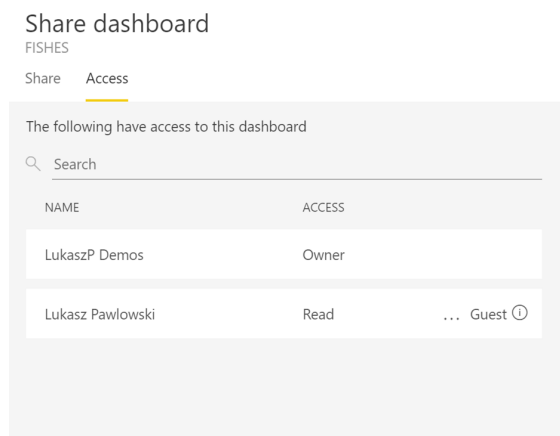 Share dashboard
FISHES
Share Access
The following have access to this dashboard
Search
NAME ACCESS
LukaszP Demos Owner
Lukasz Pawlowski Read ... Guest